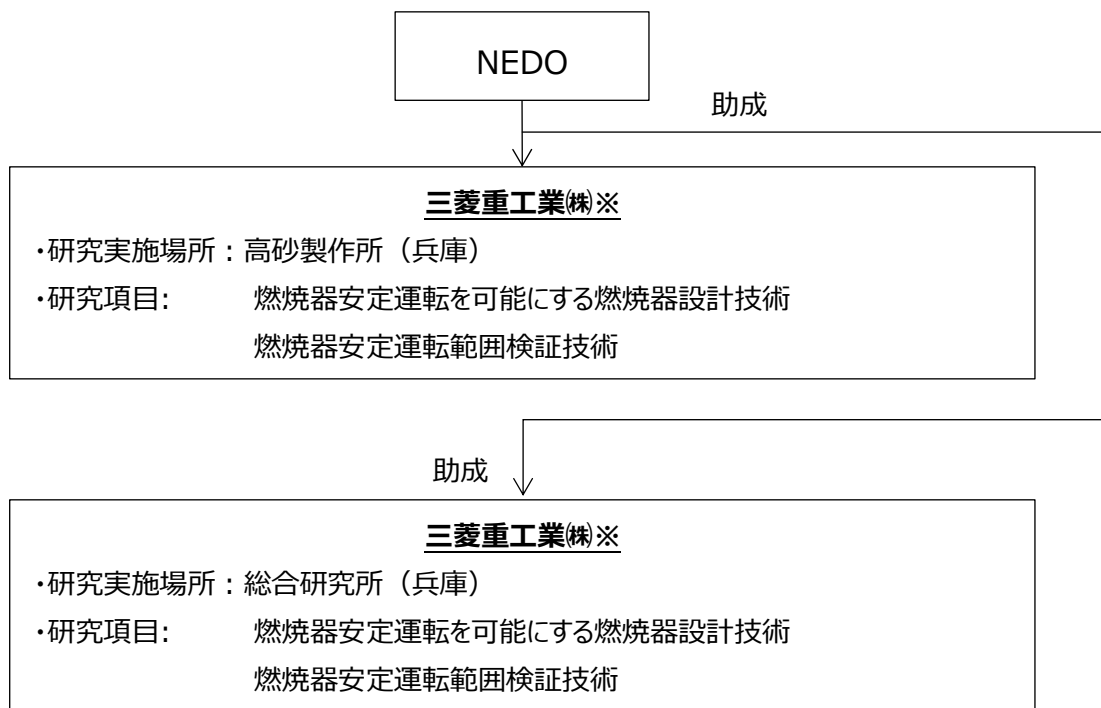 NEDO
助成
三菱重工業㈱※
・研究実施場所：高砂製作所（兵庫）
・研究項目: 燃焼器安定運転を可能にする燃焼器設計技術
燃焼器安定運転範囲検証技術
助成
三菱重工業㈱※
・研究実施場所：総合研究所（兵庫）
・研究項目: 燃焼器安定運転を可能にする燃焼器設計技術
燃焼器安定運転範囲検証技術